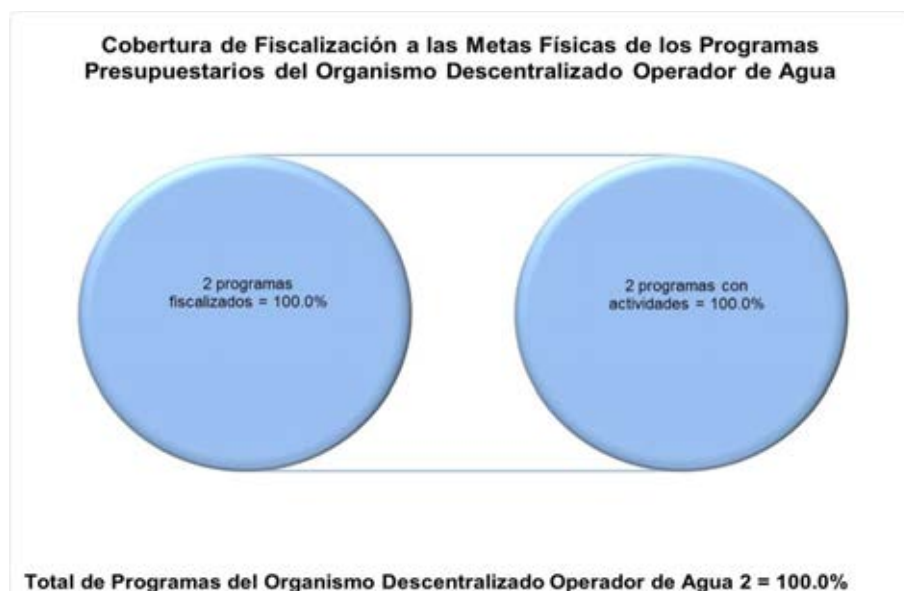 Cobertura de Fiscalización a las Metas Físicas de los Programas
Presupuestarios del Organismo Descentralizado Operador de Agua
2 programas
fiscalizados = 100.0%
2 programas con
actividades = 100.0%
Total de Programas del Organismo Descentralizado Operador de Agua 2 = 100.0%